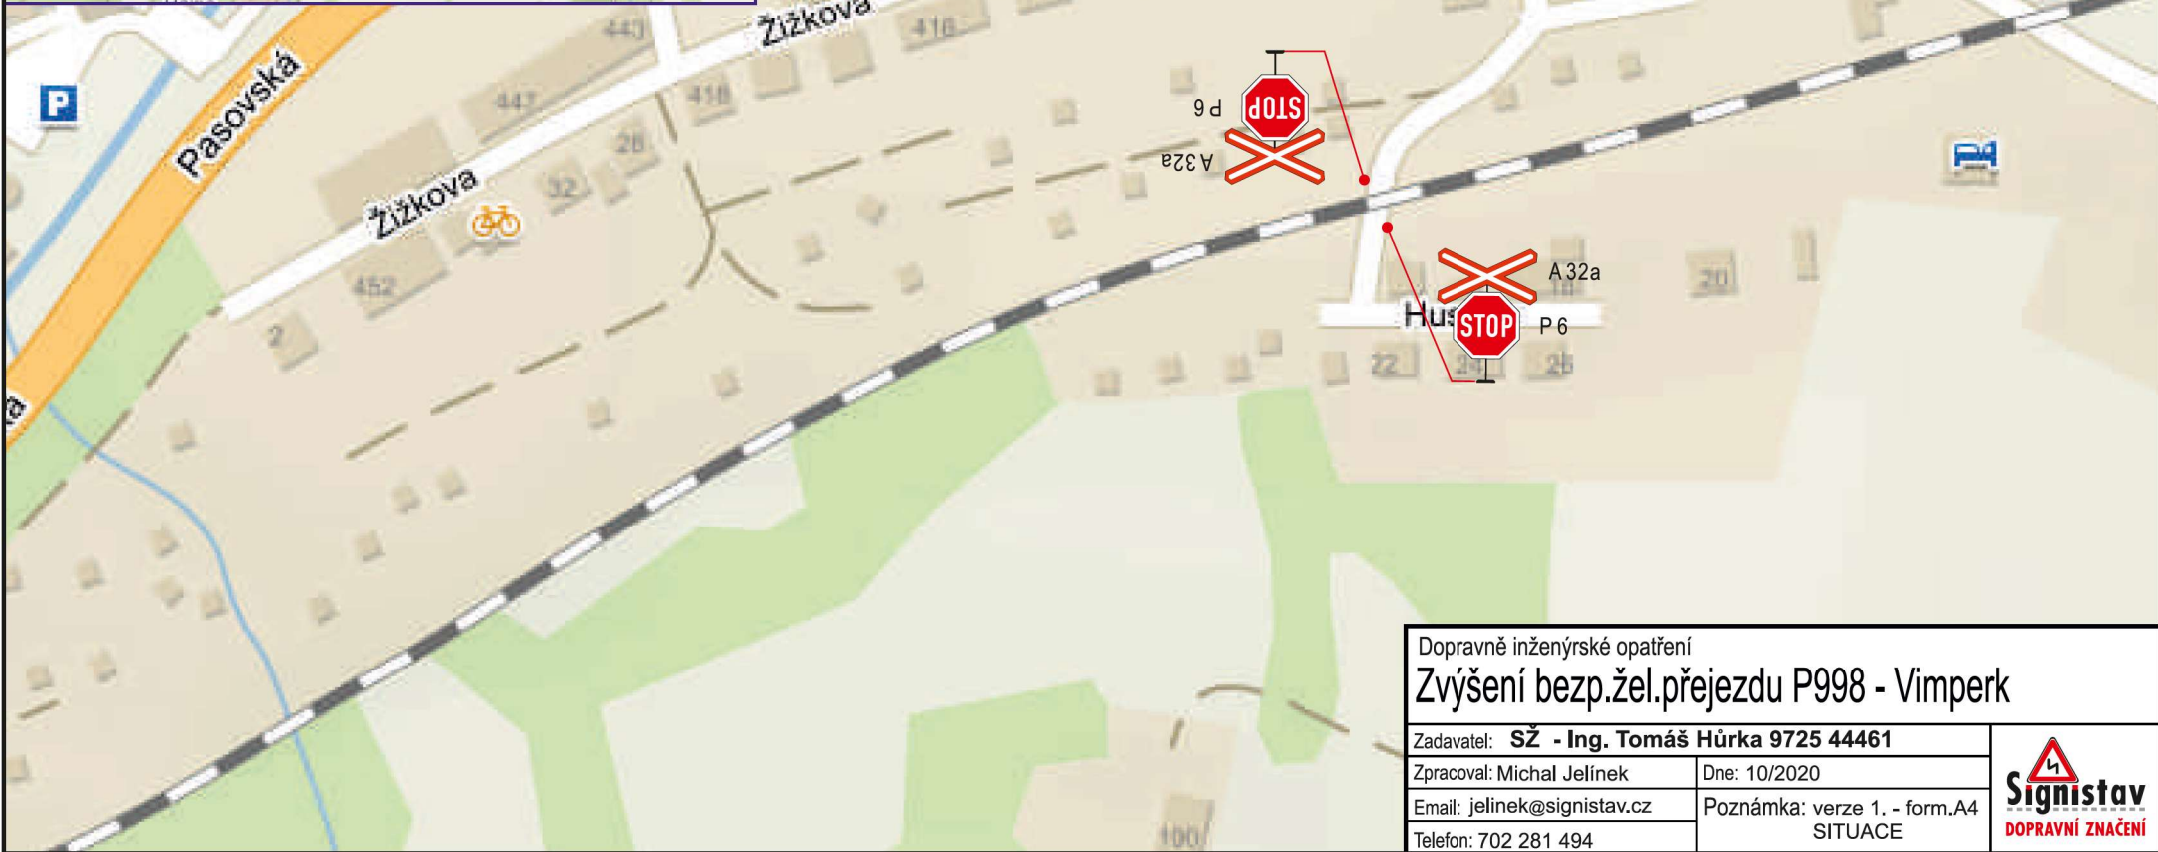 Žižkova
443
418
P
Pasovská
447
418
P 6
STOP
28
A 32a
Žižkova
32
452
A 32a
20
2
STOP
P 6
22
24
26
Dopravně inženýrské opatření
Zvýšení bezp.žel.přejezdu P998 - Vimperk
Zadavatel: SŽ - Ing. Tomáš Hůrka 9725 44461
Zpracoval: Michal Jelínek
Dne: 10/2020
Email: jelinek@signistav.cz
Poznámka: verze 1. - form.A4
SITUACE
Telefon: 702 281 494
Signistav
DOPRAVNÍ ZNAČENÍ
100